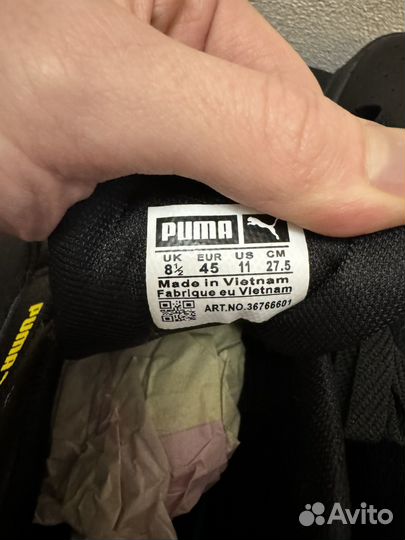 PUMA
UK EUR US CM
8½ 45 11 27.5
Made in Vietnam
Fabrique eu Vietnam
ART.NO.36766601
PUMA
Avito